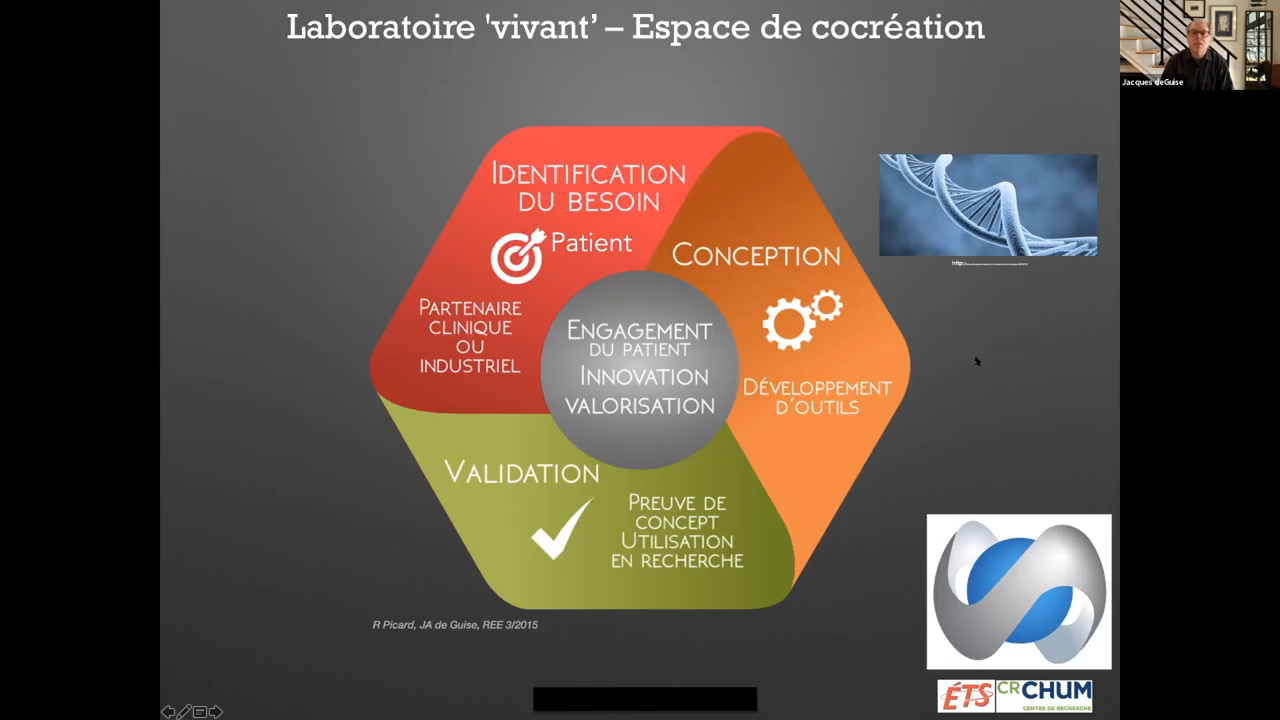 Laboratoire 'vivant’ – Espace de cocréation
Jacques deGuise
IDENTIFICATION
DU BESOIN
Patient
PARTENAIRE
CLINIQUE
OU
INDUSTRIEL
CONCEPTION
DÉVELOPPEMENT
D'OUTILS
ENGAGEMENT
DU PATIENT
INNOVATION
VALORISATION
VALIDATION
PREUVE DE
CONCEPT
UTILISATION
EN RECHERCHE
R Picard, JA de Guise, REE 3/2015
ÉTS
CRCHUM
CENTRE DE RECHERCHE